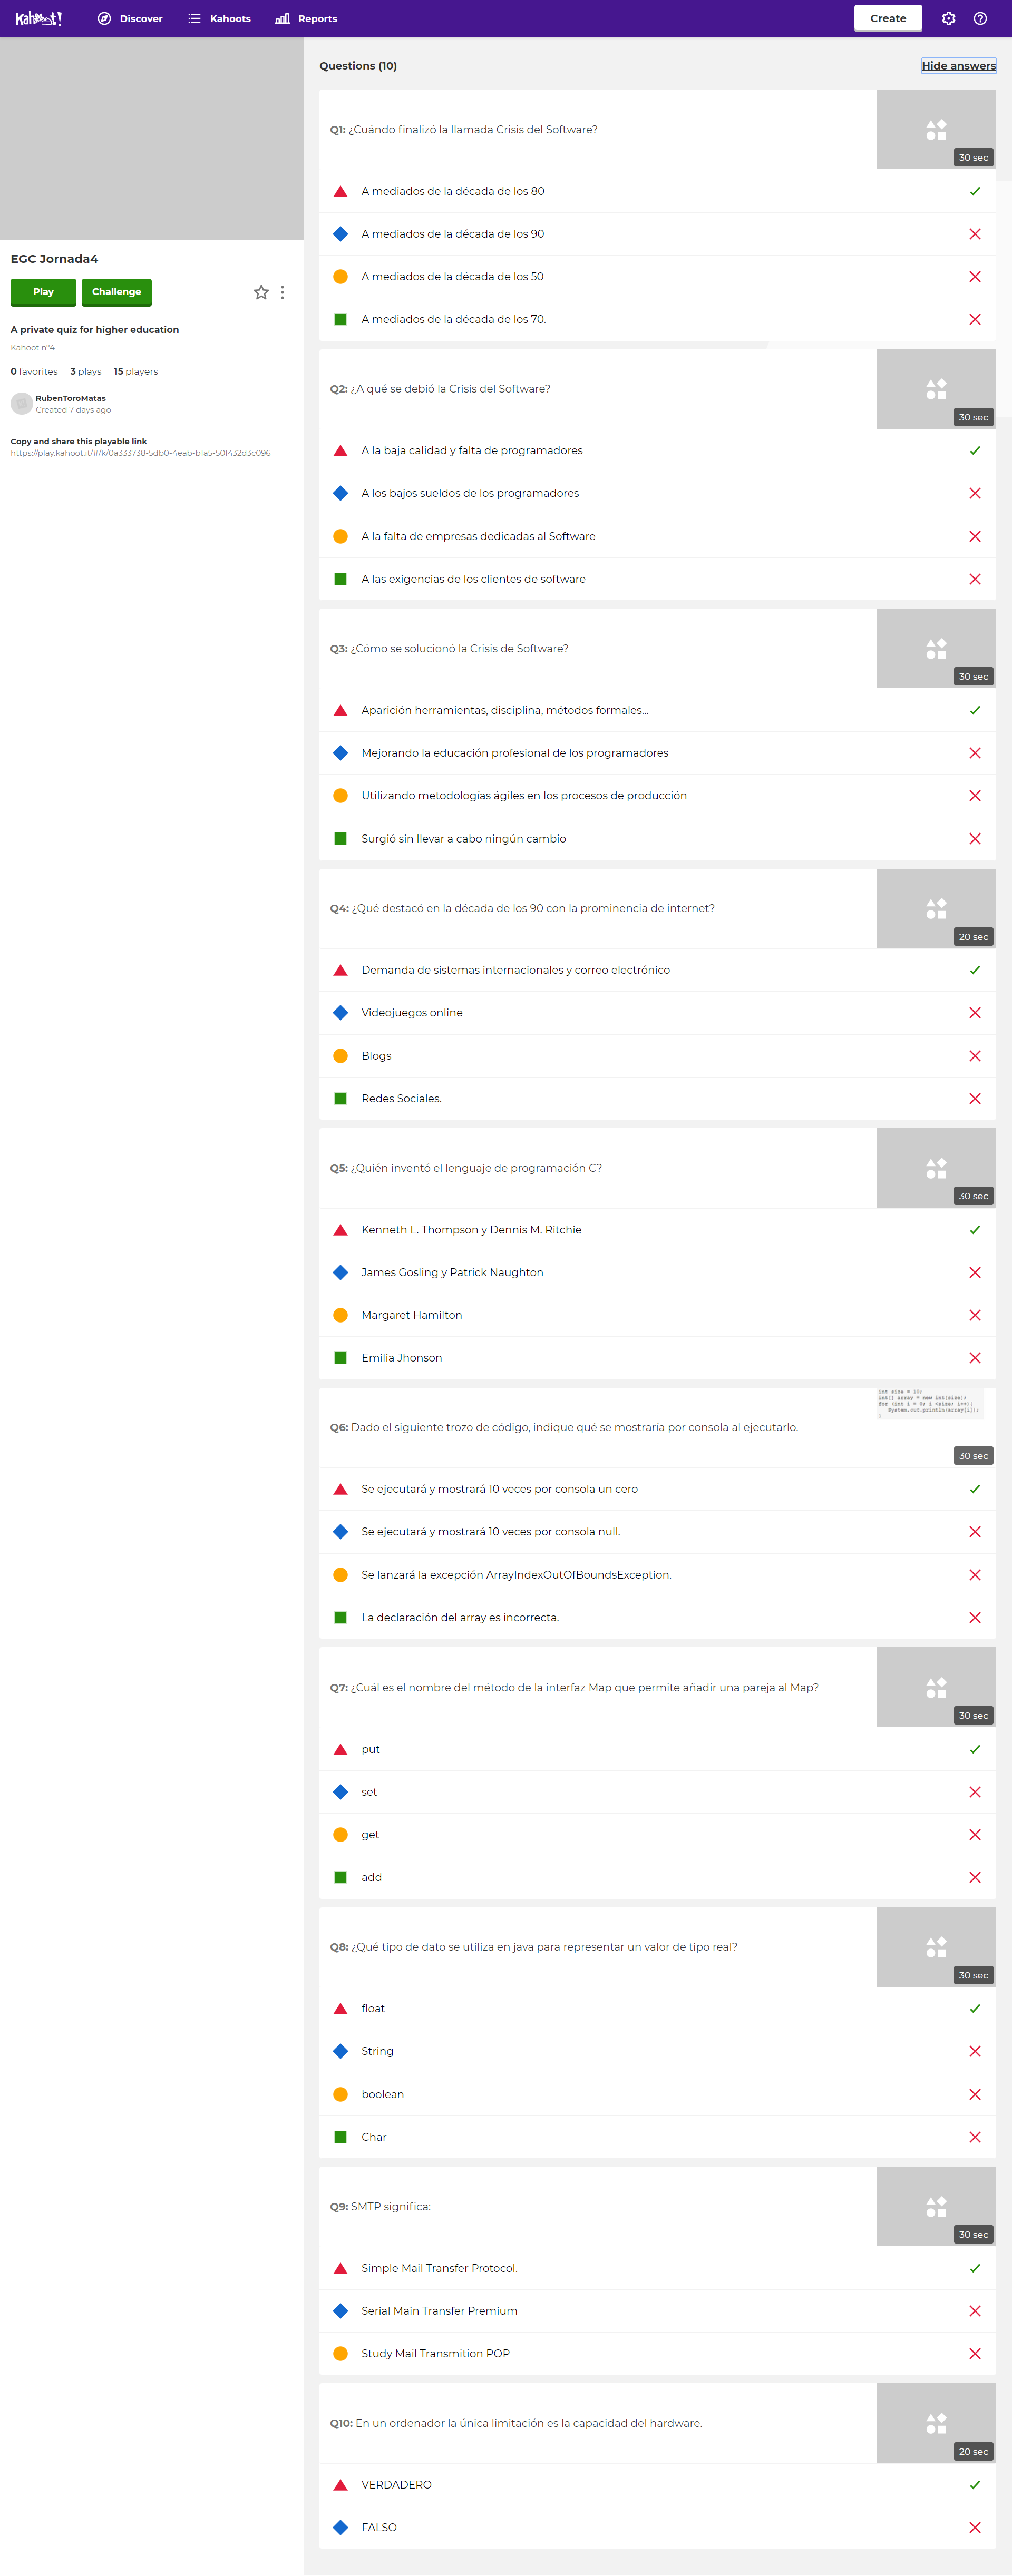 Kahoot!
Discover
Kahoots
Reports
Create
EGC Jornada4
Play
Challenge
A private quiz for higher education
Kahoot nº4
0 favorites 3 plays 15 players
RubenToroMatas
Created 7 days ago
Copy and share this playable link
https://play.kahoot.it/#/k/0a333738-5db0-4eab-b1a5-50f432d3c096
Questions (10)
Hide answers
Q1: ¿Cuándo finalizó la llamada Crisis del Software?
30 sec
A mediados de la década de los 80
A mediados de la década de los 90
A mediados de la década de los 50
A mediados de la década de los 70.
Q2: ¿A qué se debió la Crisis del Software?
30 sec
A la baja calidad y falta de programadores
A los bajos sueldos de los programadores
A la falta de empresas dedicadas al Software
A las exigencias de los clientes de software
Q3: ¿Cómo se solucionó la Crisis de Software?
30 sec
Aparición herramientas, disciplina, métodos formales...
Mejorando la educación profesional de los programadores
Utilizando metodologías ágiles en los procesos de producción
Surgió sin llevar a cabo ningún cambio
Q4: ¿Qué destacó en la década de los 90 con la prominencia de internet?
20 sec
Demanda de sistemas internacionales y correo electrónico
Videojuegos online
Blogs
Redes Sociales.
Q5: ¿Quién inventó el lenguaje de programación C?
30 sec
Kenneth L. Thompson y Dennis M. Ritchie
James Gosling y Patrick Naughton
Margaret Hamilton
Emilia Jhonson
Q6: Dado el siguiente trozo de código, indique qué se mostraría por consola al ejecutarlo.
int size = 10;
int[] array = new int[size];
for (int i = 0; i <size; i++){
System.out.println(array[i]);
}
30 sec
Se ejecutará y mostrará 10 veces por consola un cero
Se ejecutará y mostrará 10 veces por consola null.
Se lanzará la excepción ArrayIndexOutOfBoundsException.
La declaración del array es incorrecta.
Q7: ¿Cuál es el nombre del método de la interfaz Map que permite añadir una pareja al Map?
30 sec
put
set
get
add
Q8: ¿Qué tipo de dato se utiliza en java para representar un valor de tipo real?
30 sec
float
String
boolean
Char
Q9: SMTP significa:
30 sec
Simple Mail Transfer Protocol.
Serial Main Transfer Premium
Study Mail Transmition POP
Q10: En un ordenador la única limitación es la capacidad del hardware.
20 sec
VERDADERO
FALSO